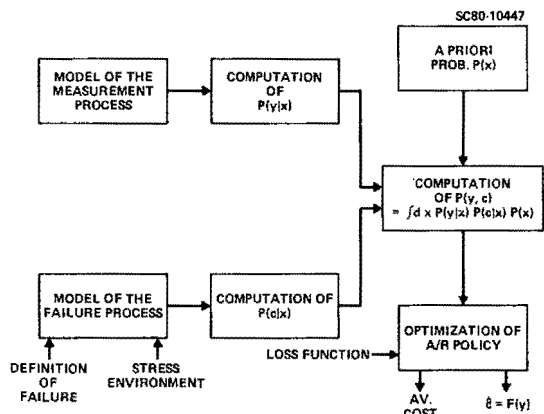 SC80-10447
MODEL OF THE
MEASUREMENT
PROCESS
COMPUTATION
OF
P(y|x)
A PRIORI
PROB. P(x)
COMPUTATION
OF P(y, c)
= ∫d x P(y|x) P(c|x) P(x)
MODEL OF THE
FAILURE PROCESS
COMPUTATION OF
P(c|x)
OPTIMIZATION OF
A/R POLICY
LOSS FUNCTION
DEFINITION
OF
FAILURE
STRESS
ENVIRONMENT
AV.
COST
ĉ = F(y)